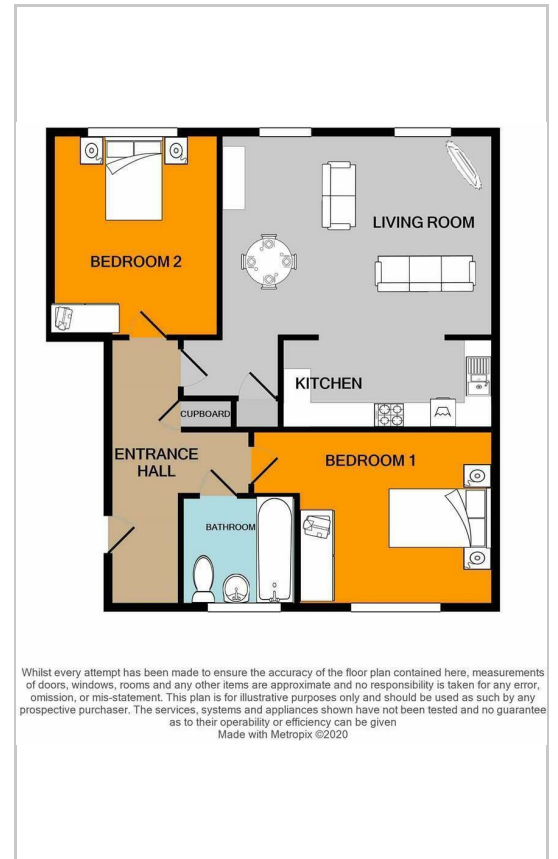 BEDROOM 2
LIVING ROOM
KITCHEN
CUPBOARD
ENTRANCE
HALL
BEDROOM 1
BATHROOM
Whilst every attempt has been made to ensure the accuracy of the floor plan contained here, measurements
of doors, windows, rooms and any other items are approximate and no responsibility is taken for any error,
omission, or mis-statement. This plan is for illustrative purposes only and should be used as such by any
prospective purchaser. The services, systems and appliances shown have not been tested and no guarantee
as to their operability or efficiency can be given
Made with Metropix ©2020